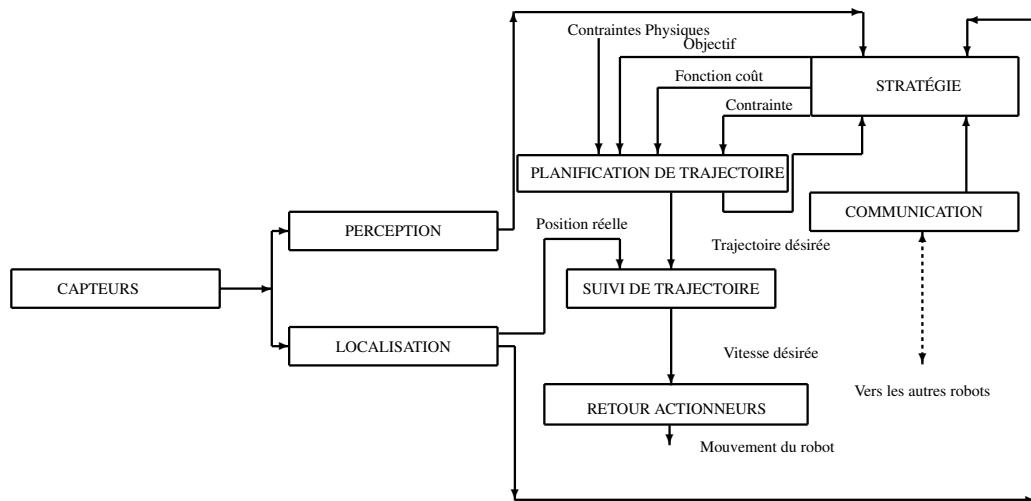 Contraintes Physiques
Objectif
Fonction coût
STRATÉGIE
Contrainte
PLANIFICATION DE TRAJECTOIRE
COMMUNICATION
Position réelle
PERCEPTION
Trajectoire désirée
CAPTEURS
SUIVI DE TRAJECTOIRE
LOCALISATION
Vitesse désirée
Vers les autres robots
RETOUR ACTIONNEURS
Mouvement du robot